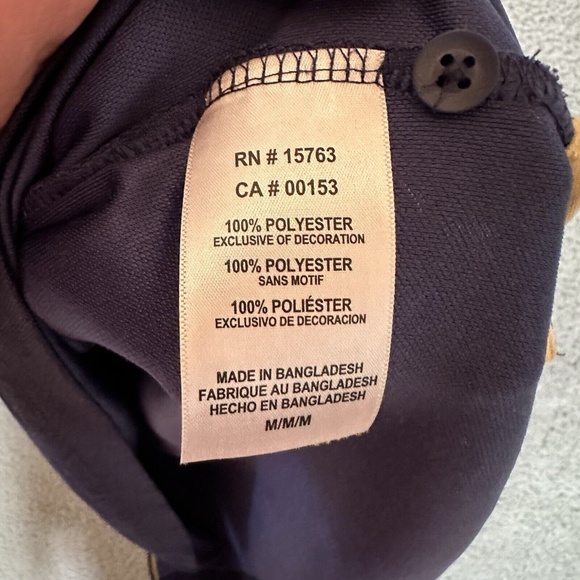 RN # 15763
CA # 00153
100% POLYESTER
EXCLUSIVE OF DECORATION
100% POLYESTER
SANS MOTIF
100% POLIÉSTER
EXCLUSIVO DE DECORACION
MADE IN BANGLADESH
FABRIQUE AU BANGLADESH
HECHO EN BANGLADESH
M/M/M